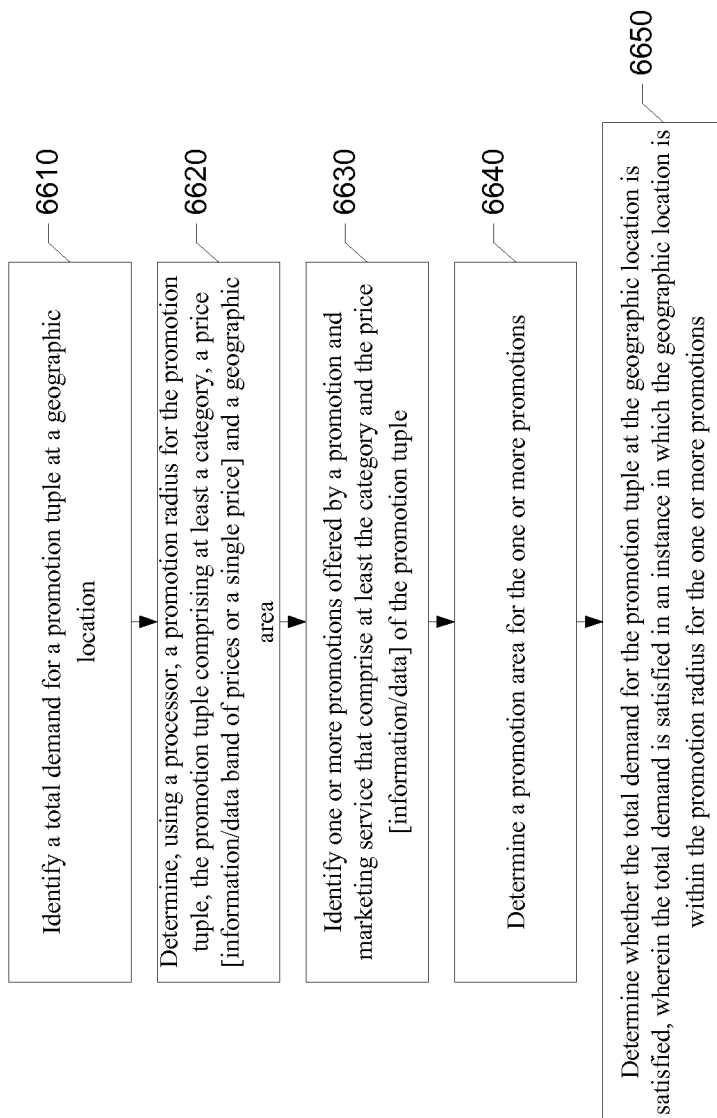 6610
Identify a total demand for a promotion tuple at a geographic
location
6620
Determine, using a processor, a promotion radius for the promotion
tuple, the promotion tuple comprising at least a category, a price
[information/data band of prices or a single price] and a geographic
area
6630
Identify one or more promotions offered by a promotion and
marketing service that comprise at least the category and the price
[information/data] of the promotion tuple
6640
Determine a promotion area for the one or more promotions
6650
Determine whether the total demand for the promotion tuple at the geographic location is
satisfied, wherein the total demand is satisfied in an instance in which the geographic location is
within the promotion radius for the one or more promotions